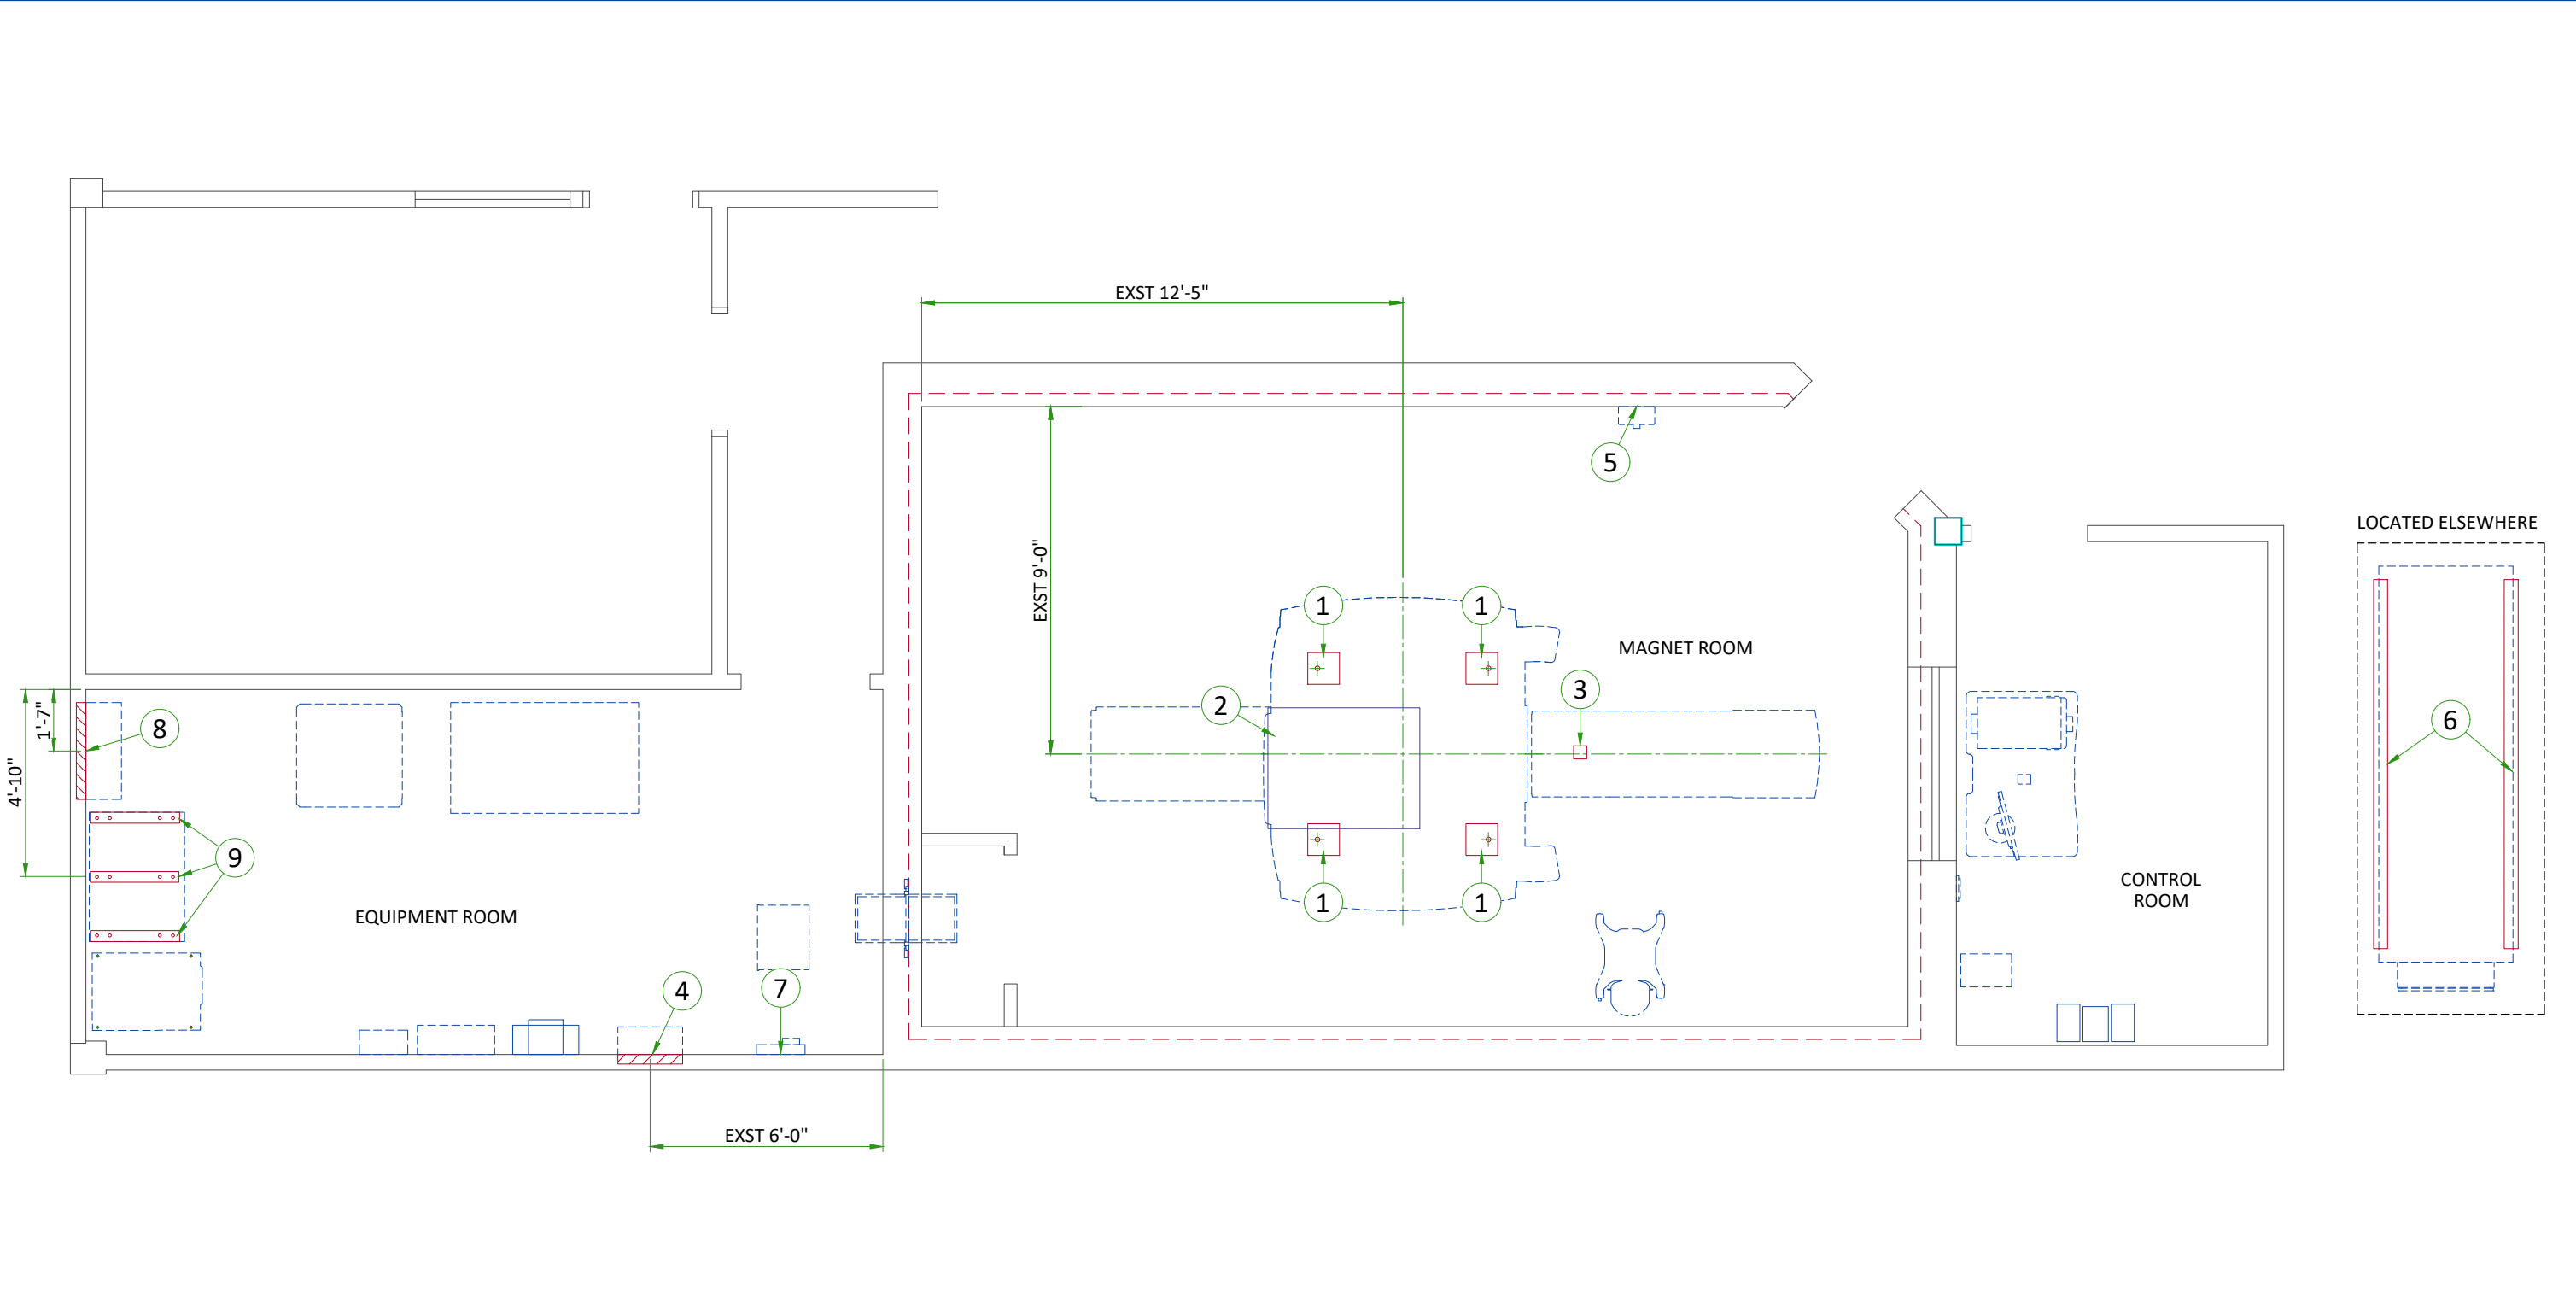 EXST 12'-5"
5
LOCATED ELSEWHERE
EXST 9'-0"
1
1
MAGNET ROOM
3
2
6
8
1'-7"
4'-10"
9
CONTROL
ROOM
EQUIPMENT ROOM
1
1
4
7
EXST 6'-0"